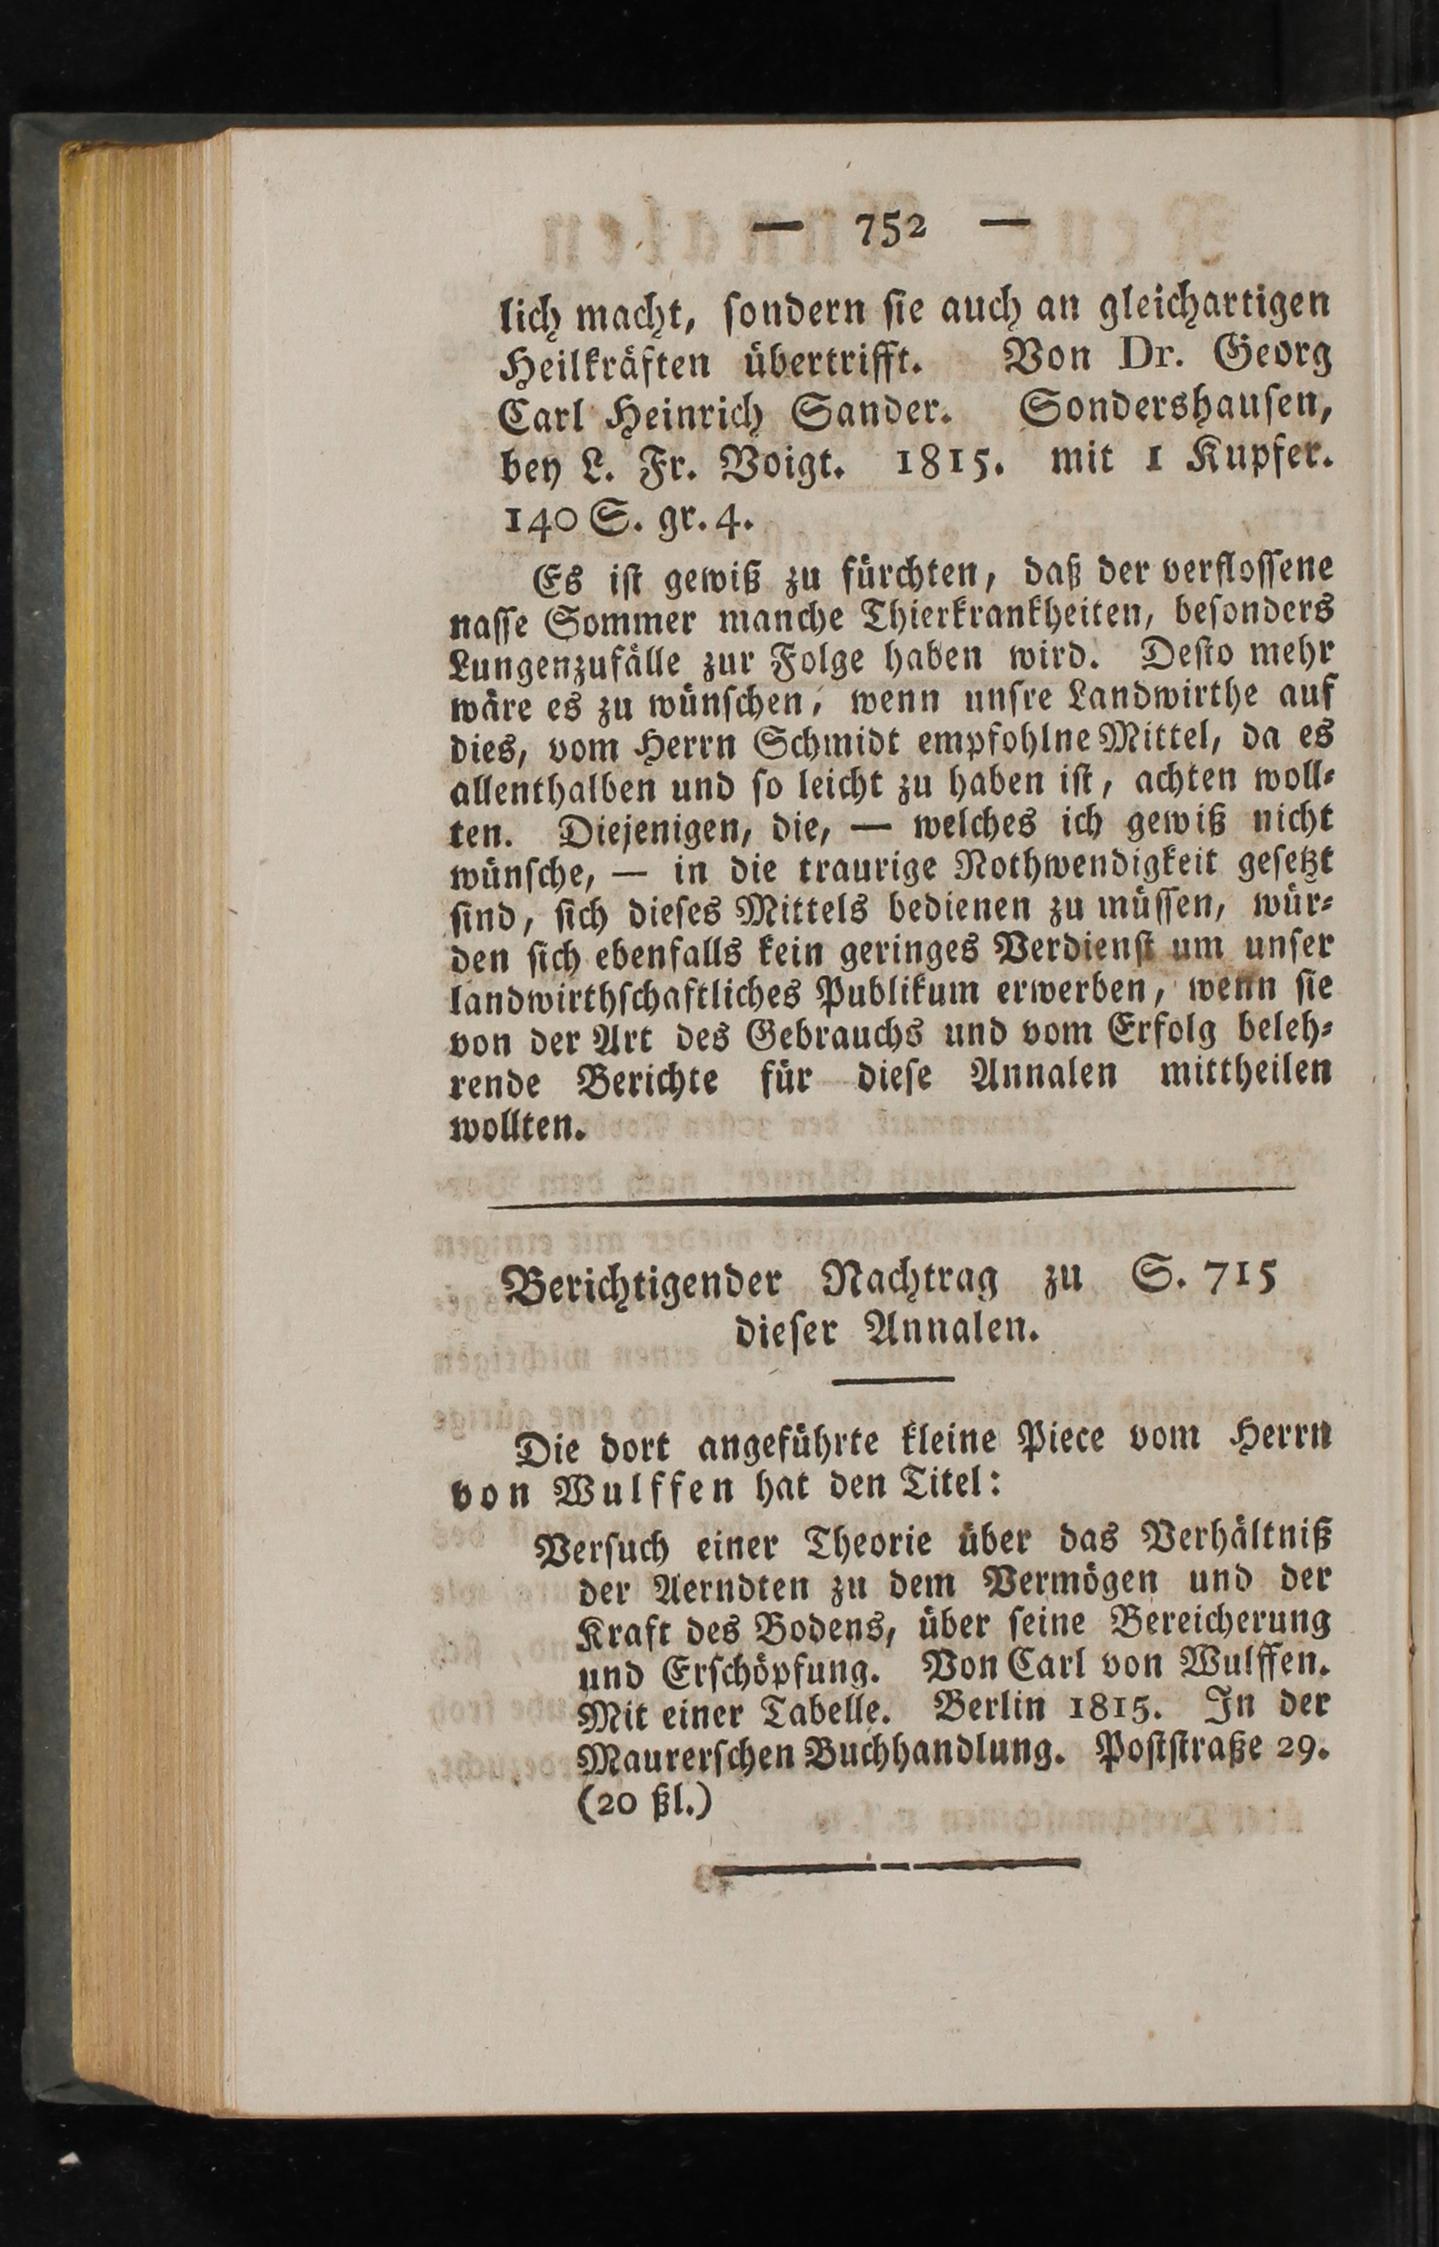 — 752 —
lich macht, sondern sie auch an gleichartigen
Heilkräften übertrifft. Von Dr. Georg
Carl Heinrich Sander. Sondershausen,
bey L. Fr. Voigt. 1815. mit 1 Kupfer.
140 S. gr. 4.
Es ist gewiß zu fürchten, daß der verflossene
nasse Sommer manche Thierkrankheiten, besonders
Lungenzufälle zur Folge haben wird. Desto mehr
wäre es zu wünschen, wenn unsre Landwirthe auf
dies, vom Herrn Schmidt empfohlne Mittel, da es
allenthalben und so leicht zu haben ist, achten woll-
ten. Diejenigen, die, — welches ich gewiß nicht
wünsche, — in die traurige Nothwendigkeit gesetzt
sind, sich dieses Mittels bedienen zu müssen, wür-
den sich ebenfalls kein geringes Verdienst um unser
landwirthschaftliches Publikum erwerben, wenn sie
von der Art des Gebrauchs und vom Erfolg beleh-
rende Berichte für diese Annalen mittheilen
wollten.
Berichtigender Nachtrag zu S. 715
dieser Annalen.
Die dort angeführte kleine Piece vom Herrn
von Wulffen hat den Titel:
Versuch einer Theorie über das Verhältniß
der Aerndten zu dem Vermögen und der
Kraft des Bodens, über seine Bereicherung
und Erschöpfung. Von Carl von Wulffen.
Mit einer Tabelle. Berlin 1815. In der
Maurerschen Buchhandlung. Poststraße 29.
(20 ßl.)